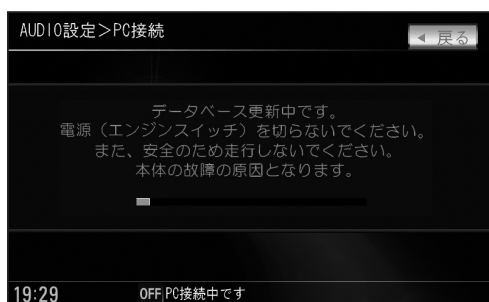 AUDIO設定＞PC接続
戻る
データベース更新中です。
電源（エンジンスイッチ）を切らないでください。
また、安全のため走行しないでください。
本体の故障の原因となります。
19:29
OFF PC接続中です